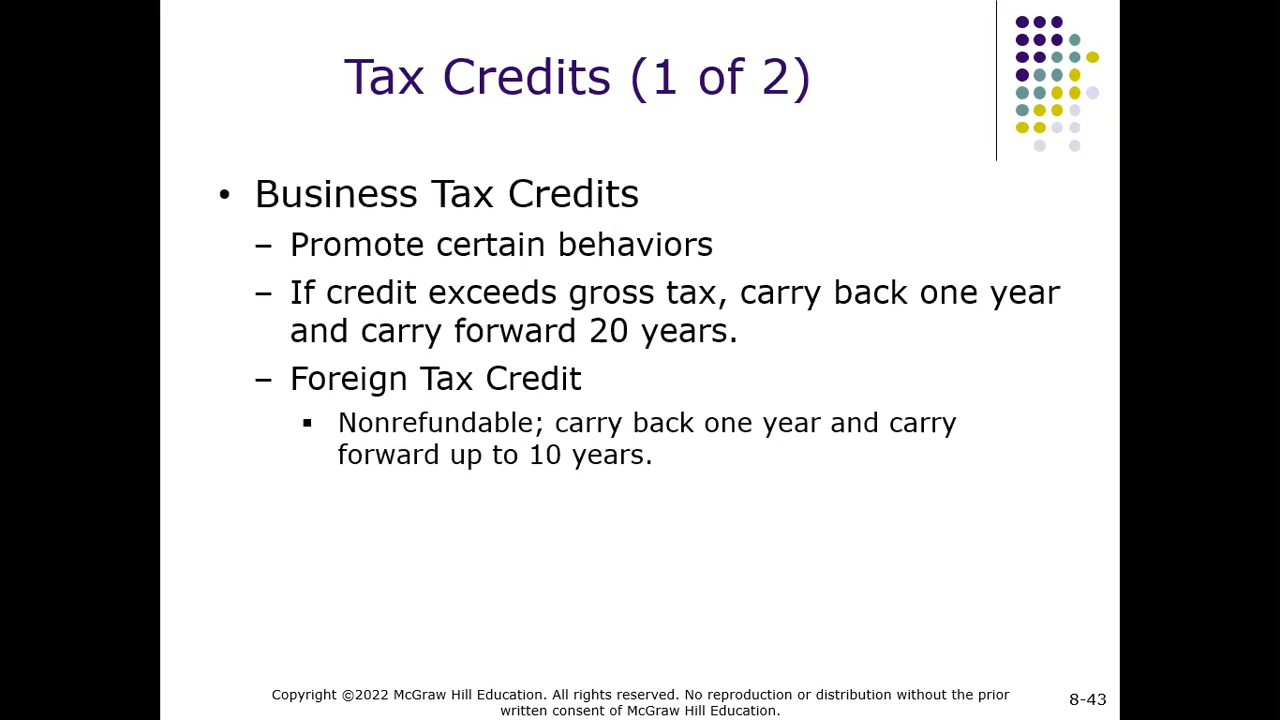 Tax Credits (1 of 2)
• Business Tax Credits
– Promote certain behaviors
– If credit exceeds gross tax, carry back one year
and carry forward 20 years.
– Foreign Tax Credit
▪ Nonrefundable; carry back one year and carry
forward up to 10 years.
Copyright ©2022 McGraw Hill Education. All rights reserved. No reproduction or distribution without the prior
written consent of McGraw Hill Education.
8-43